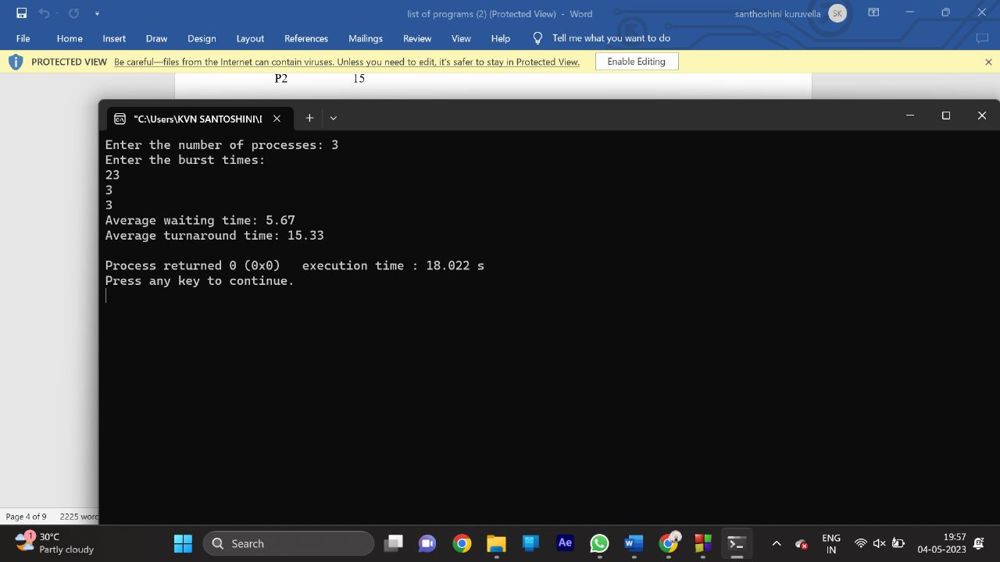 list of programs (2) (Protected View) - Word
santhoshini kuruvella SK
File Home Insert Draw Design Layout References Mailings Review View Help Tell me what you want to do
PROTECTED VIEW Be careful—files from the Internet can contain viruses. Unless you need to edit, it's safer to stay in Protected View. Enable Editing
P2 15
"C:\Users\KVN SANTOSHINI\
Enter the number of processes: 3
Enter the burst times:
23
3
3
Average waiting time: 5.67
Average turnaround time: 15.33
Process returned 0 (0x0) execution time : 18.022 s
Press any key to continue.
Page 4 of 9 2225 word
1
30°C
Partly cloudy
Search
Ae
ENG
IN
19:57
04-05-2023